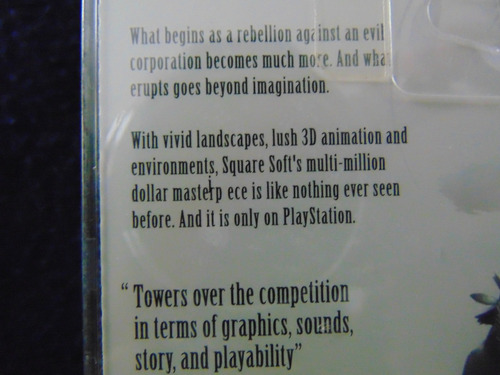 What begins as a rebellion against an evil
corporation becomes much more. And what
erupts goes beyond imagination.
With vivid landscapes, lush 3D animation and
environments, Square Soft's multi-million
dollar masterp ece is like nothing ever seen
before. And it is only on PlayStation.
“ Towers over the competition
in terms of graphics, sounds,
story, and playability”